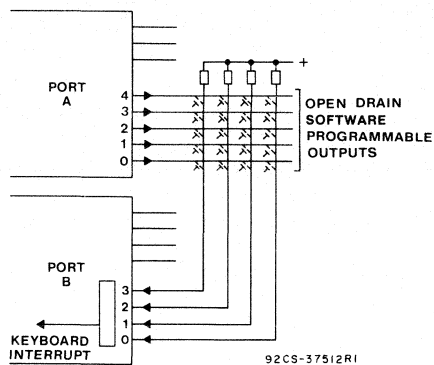 PORT
A
4
3
2
1
0
+
OPEN DRAIN
SOFTWARE
PROGRAMMABLE
OUTPUTS
PORT
B
3
2
1
0
KEYBOARD
INTERRUPT
92CS-37512RI